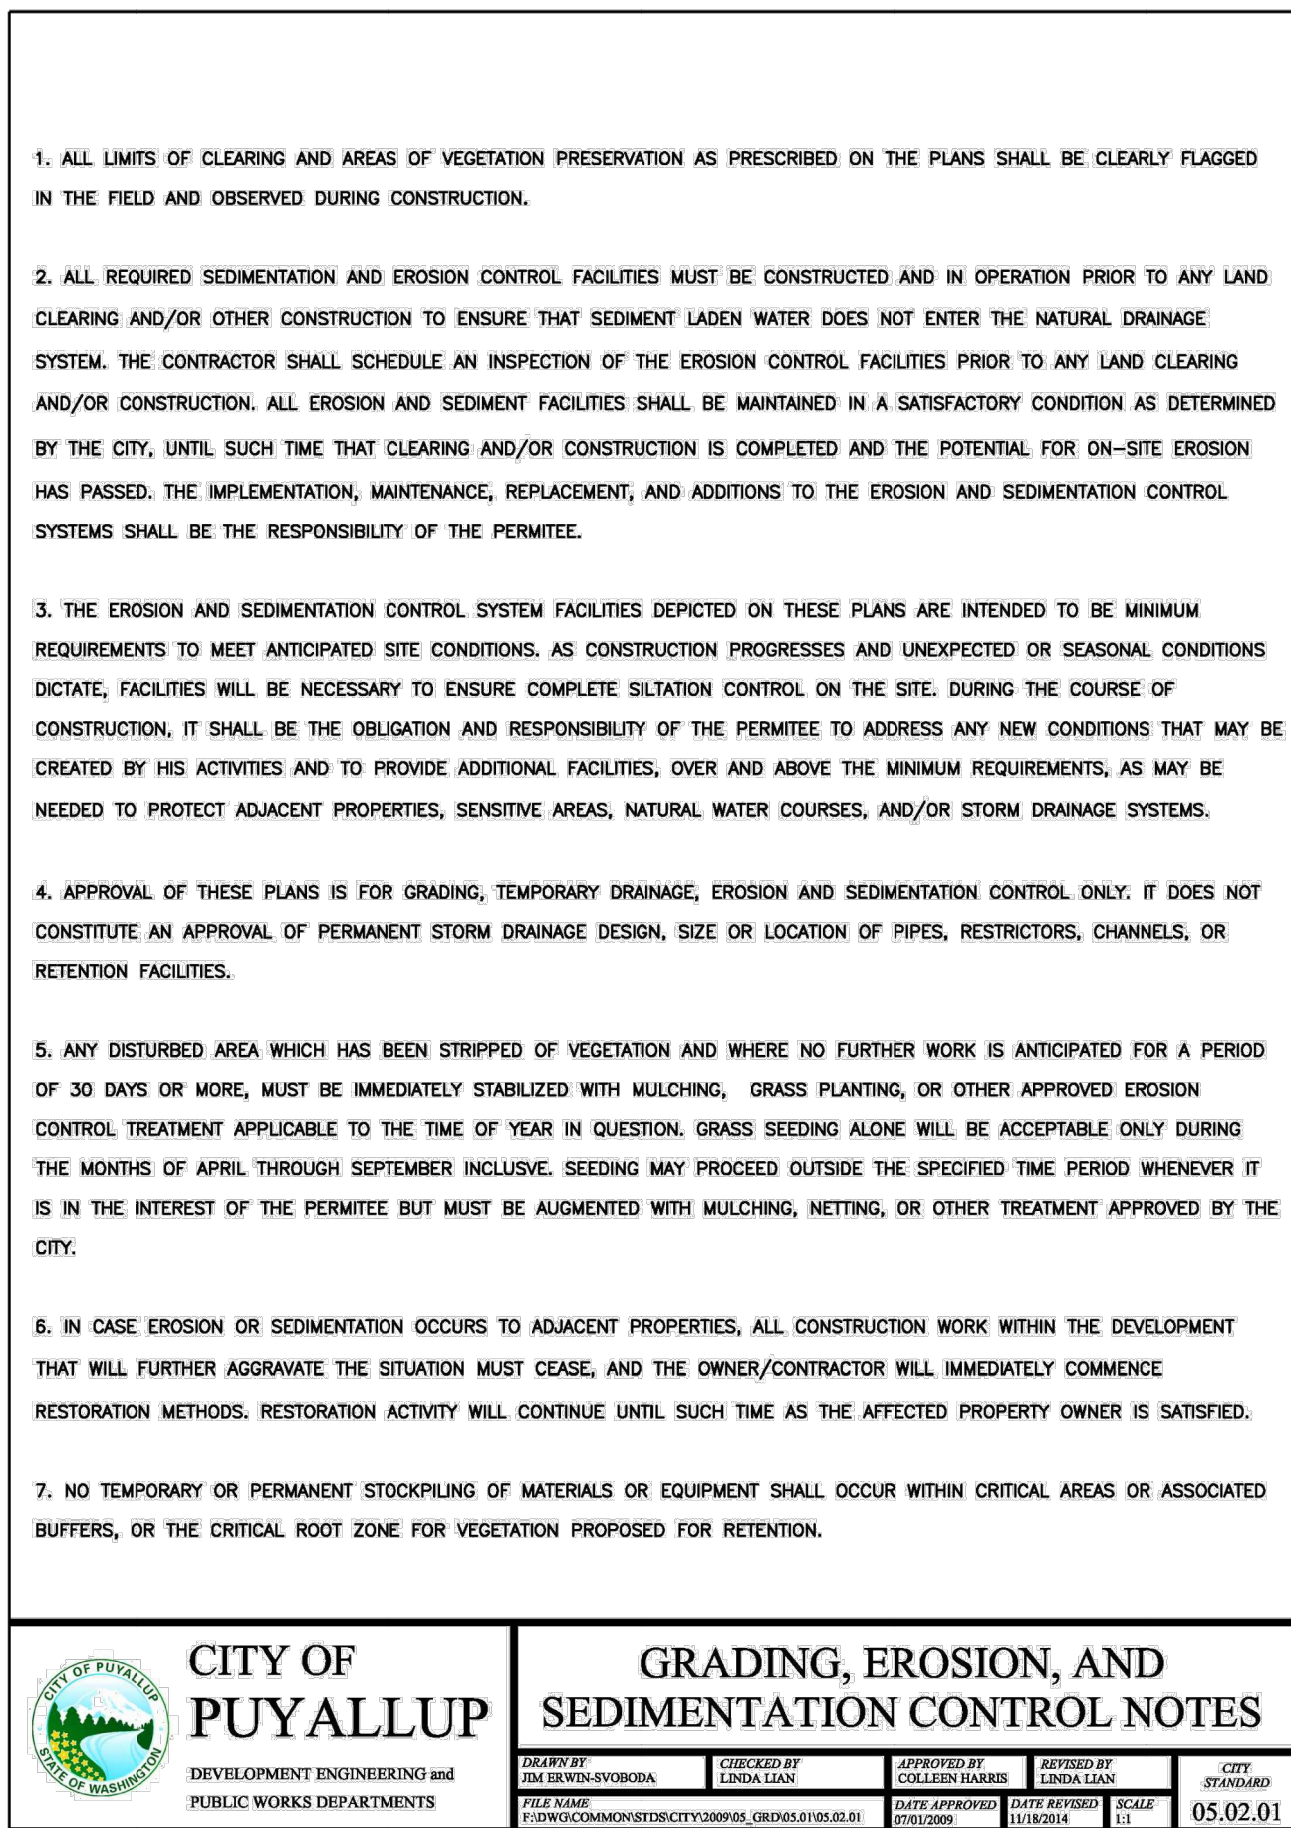 1. ALL LIMITS OF CLEARING AND AREAS OF VEGETATION PRESERVATION AS PRESCRIBED ON THE PLANS SHALL BE CLEARLY FLAGGED
IN THE FIELD AND OBSERVED DURING CONSTRUCTION.
2. ALL REQUIRED SEDIMENTATION AND EROSION CONTROL FACILITIES MUST BE CONSTRUCTED AND IN OPERATION PRIOR TO ANY LAND
CLEARING AND/OR OTHER CONSTRUCTION TO ENSURE THAT SEDIMENT LADEN WATER DOES NOT ENTER THE NATURAL DRAINAGE
SYSTEM. THE CONTRACTOR SHALL SCHEDULE AN INSPECTION OF THE EROSION CONTROL FACILITIES PRIOR TO ANY LAND CLEARING
AND/OR CONSTRUCTION. ALL EROSION AND SEDIMENT FACILITIES SHALL BE MAINTAINED IN A SATISFACTORY CONDITION AS DETERMINED
BY THE CITY, UNTIL SUCH TIME THAT CLEARING AND/OR CONSTRUCTION IS COMPLETED AND THE POTENTIAL FOR ON-SITE EROSION
HAS PASSED. THE IMPLEMENTATION, MAINTENANCE, REPLACEMENT, AND ADDITIONS TO THE EROSION AND SEDIMENTATION CONTROL
SYSTEMS SHALL BE THE RESPONSIBILITY OF THE PERMITEE.
3. THE EROSION AND SEDIMENTATION CONTROL SYSTEM FACILITIES DEPICTED ON THESE PLANS ARE INTENDED TO BE MINIMUM
REQUIREMENTS TO MEET ANTICIPATED SITE CONDITIONS. AS CONSTRUCTION PROGRESSES AND UNEXPECTED OR SEASONAL CONDITIONS
DICTATE, FACILITIES WILL BE NECESSARY TO ENSURE COMPLETE SILTATION CONTROL ON THE SITE. DURING THE COURSE OF
CONSTRUCTION, IT SHALL BE THE OBLIGATION AND RESPONSIBILITY OF THE PERMITEE TO ADDRESS ANY NEW CONDITIONS THAT MAY BE
CREATED BY HIS ACTIVITIES AND TO PROVIDE ADDITIONAL FACILITIES, OVER AND ABOVE THE MINIMUM REQUIREMENTS, AS MAY BE
NEEDED TO PROTECT ADJACENT PROPERTIES, SENSITIVE AREAS, NATURAL WATER COURSES, AND/OR STORM DRAINAGE SYSTEMS.
4. APPROVAL OF THESE PLANS IS FOR GRADING, TEMPORARY DRAINAGE, EROSION AND SEDIMENTATION CONTROL ONLY. IT DOES NOT
CONSTITUTE AN APPROVAL OF PERMANENT STORM DRAINAGE DESIGN, SIZE OR LOCATION OF PIPES, RESTRICTORS, CHANNELS, OR
RETENTION FACILITIES.
5. ANY DISTURBED AREA WHICH HAS BEEN STRIPPED OF VEGETATION AND WHERE NO FURTHER WORK IS ANTICIPATED FOR A PERIOD
OF 30 DAYS OR MORE, MUST BE IMMEDIATELY STABILIZED WITH MULCHING, GRASS PLANTING, OR OTHER APPROVED EROSION
CONTROL TREATMENT APPLICABLE TO THE TIME OF YEAR IN QUESTION. GRASS SEEDING ALONE WILL BE ACCEPTABLE ONLY DURING
THE MONTHS OF APRIL THROUGH SEPTEMBER INCLUSVE. SEEDING MAY PROCEED OUTSIDE THE SPECIFIED TIME PERIOD WHENEVER IT
IS IN THE INTEREST OF THE PERMITEE BUT MUST BE AUGMENTED WITH MULCHING, NETTING, OR OTHER TREATMENT APPROVED BY THE
CITY.
6. IN CASE EROSION OR SEDIMENTATION OCCURS TO ADJACENT PROPERTIES, ALL CONSTRUCTION WORK WITHIN THE DEVELOPMENT
THAT WILL FURTHER AGGRAVATE THE SITUATION MUST CEASE, AND THE OWNER/CONTRACTOR WILL IMMEDIATELY COMMENCE
RESTORATION METHODS. RESTORATION ACTIVITY WILL CONTINUE UNTIL SUCH TIME AS THE AFFECTED PROPERTY OWNER IS SATISFIED.
7. NO TEMPORARY OR PERMANENT STOCKPILING OF MATERIALS OR EQUIPMENT SHALL OCCUR WITHIN CRITICAL AREAS OR ASSOCIATED
BUFFERS, OR THE CRITICAL ROOT ZONE FOR VEGETATION PROPOSED FOR RETENTION.
CITY OF PUYALLUP
STATE OF WASHINGTON
CITY OF
PUYALLUP
DEVELOPMENT ENGINEERING and
PUBLIC WORKS DEPARTMENTS
GRADING, EROSION, AND
SEDIMENTATION CONTROL NOTES
DRAWN BY
JIM ERWIN-SVOBODA
CHECKED BY
LINDA LIAN
APPROVED BY
COLLEEN HARRIS
REVISED BY
LINDA LIAN
FILE NAME
F:\DWG\COMMON\STDS\CITY\2009\05_GRD\05.01\05.02.01
DATE APPROVED
07/01/2009
DATE REVISED
11/18/2014
SCALE
1:1
CITY
STANDARD
05.02.01